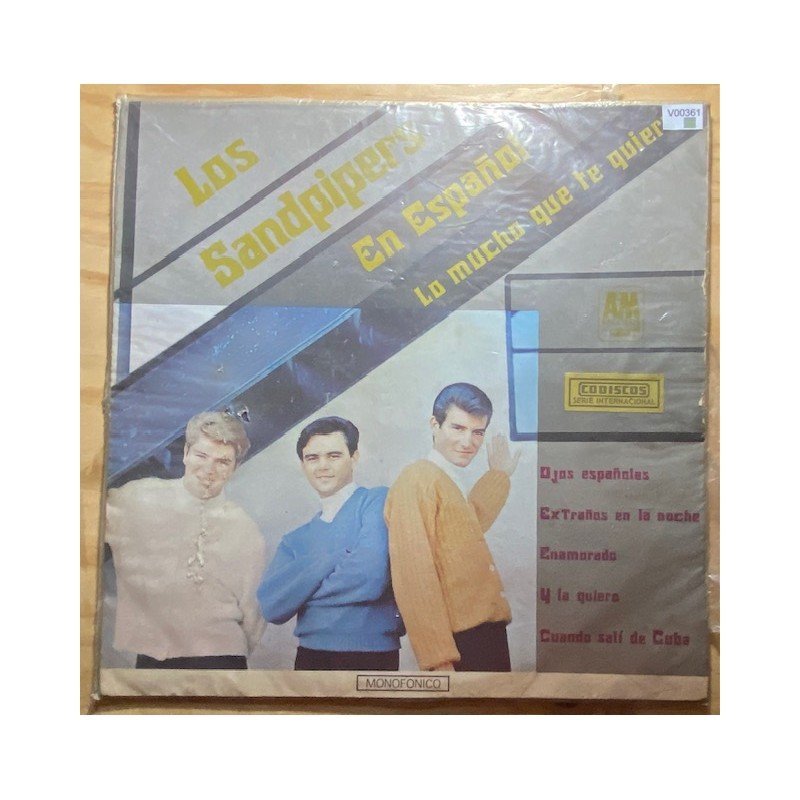 V00361
Los
Sandpipers
En Español
Lo mucho que te quiero
AM
CODISCOS
SERIE INTERNACIONAL
Ojos españoles
Extraños en la noche
Enamorado
Y la quiero
Cuando salí de Cuba
MONOFONICO